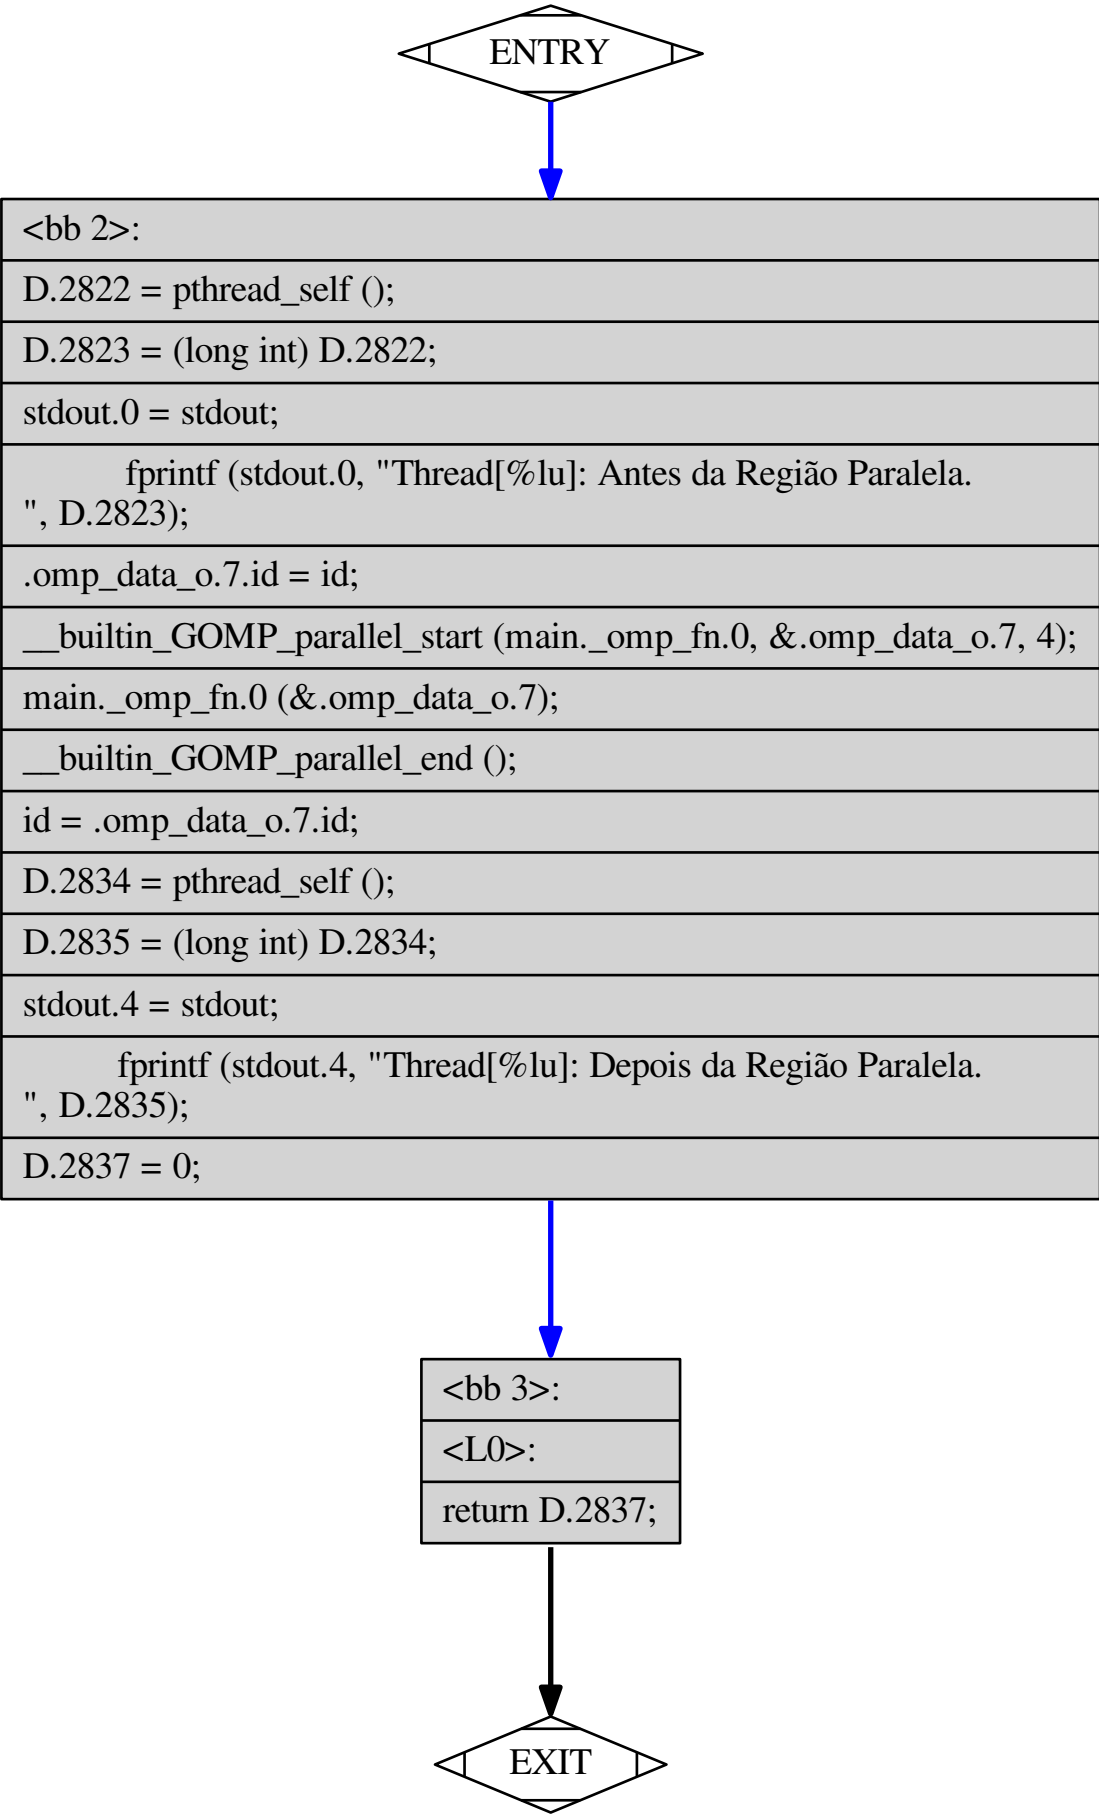 ENTRY
<bb 2>:
D.2822 = pthread_self ();
D.2823 = (long int) D.2822;
stdout.0 = stdout;
fprintf (stdout.0, "Thread[%lu]: Antes da Região Paralela.
", D.2823);
.omp_data_o.7.id = id;
__builtin_GOMP_parallel_start (main._omp_fn.0, &.omp_data_o.7, 4);
main._omp_fn.0 (&.omp_data_o.7);
__builtin_GOMP_parallel_end ();
id = .omp_data_o.7.id;
D.2834 = pthread_self ();
D.2835 = (long int) D.2834;
stdout.4 = stdout;
fprintf (stdout.4, "Thread[%lu]: Depois da Região Paralela.
", D.2835);
D.2837 = 0;
<bb 3>:
<L0>:
return D.2837;
EXIT